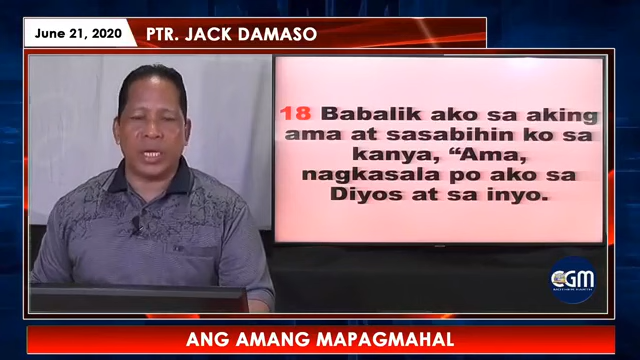 June 21, 2020
PTR. JACK DAMASO
18 Babalik ako sa aking
ama at sasabihin ko sa
kanya, “Ama,
nagkasala po ako sa
Diyos at sa inyo.
CGM
ANG AMANG MAPAGMAHAL